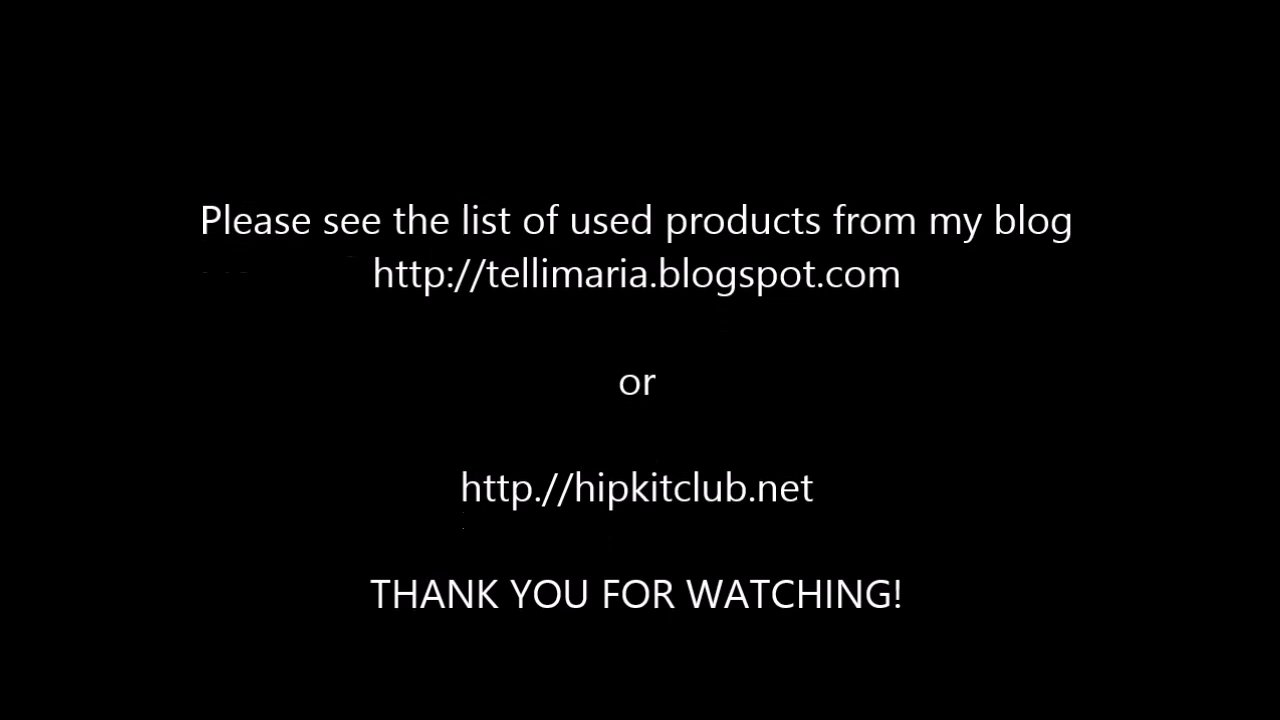 Please see the list of used products from my blog
http://tellimaria.blogspot.com
or
http.//hipkitclub.net
THANK YOU FOR WATCHING!